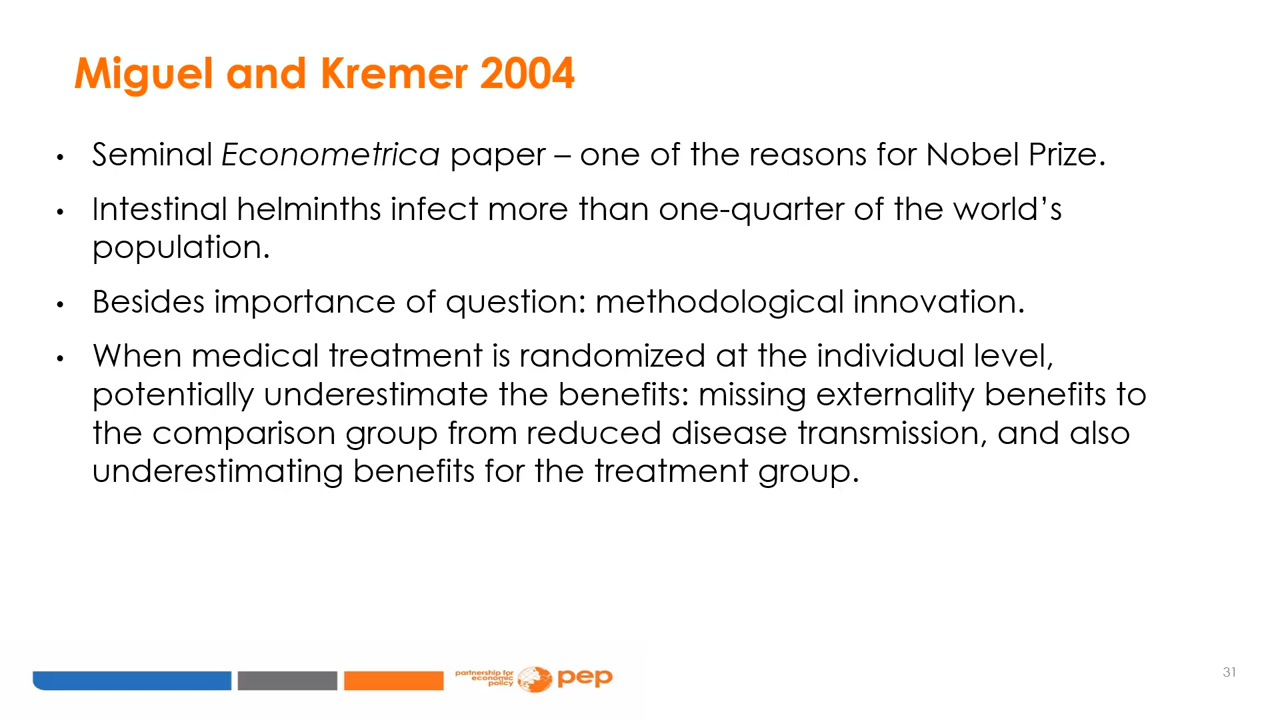 Miguel and Kremer 2004
• Seminal Econometrica paper – one of the reasons for Nobel Prize.
• Intestinal helminths infect more than one-quarter of the world’s
population.
• Besides importance of question: methodological innovation.
• When medical treatment is randomized at the individual level,
potentially underestimate the benefits: missing externality benefits to
the comparison group from reduced disease transmission, and also
underestimating benefits for the treatment group.
partnership for
economic
policy
pep
31